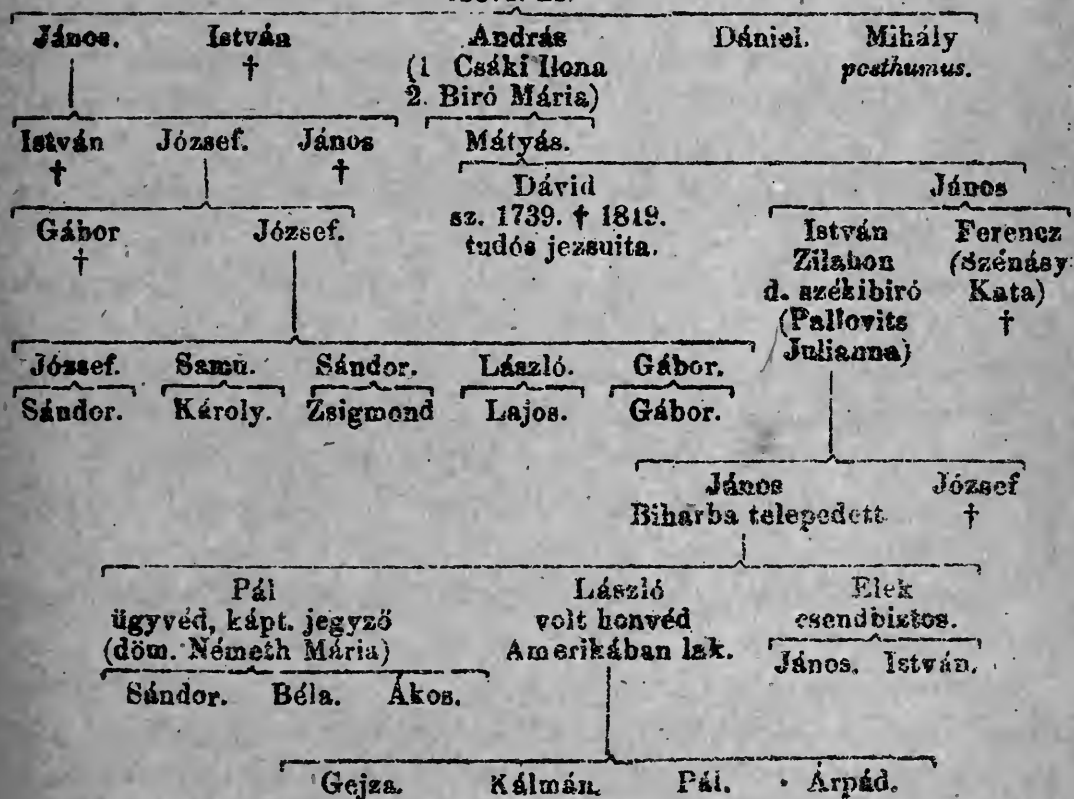 János. István András Dániel. Mihály
† (1 Csáki Ilona posthumus.
2. Biró Mária)
István József. János Mátyás.
† † Dávid János
sz. 1739. † 1819.
tudós jezsuita.
Gábor József. István Ferencz
† Zilahon (Szénásy
d. székibiró Kata)
(Pallovits †
Julianna)
József. Samu. Sándor. László. Gábor.
Sándor. Károly. Zsigmond Lajos. Gábor.
János József
Biharba telepedett †
Pál László Elek
ügyvéd, kápt. jegyző volt honvéd csendbiztos.
(döm. Németh Mária) Amerikában lak. János. István.
Sándor. Béla. Ákos.
Gejza. Kálmán. Pál. Árpád.